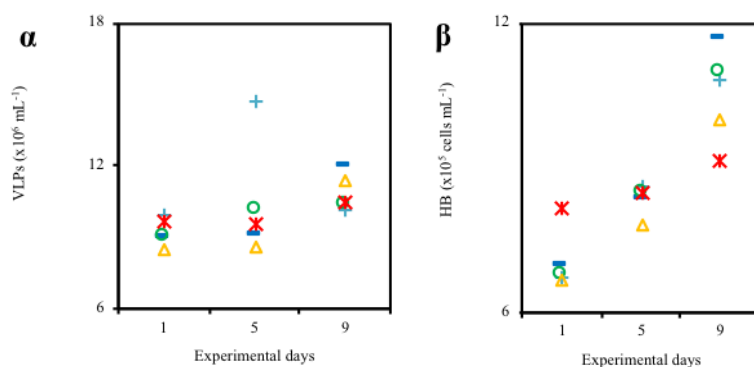 α
18
12
6
VLPs (x10⁶ mL⁻¹)
1 5 9
Experimental days
β
12
6
HB (x10⁵ cells mL⁻¹)
1 5 9
Experimental days